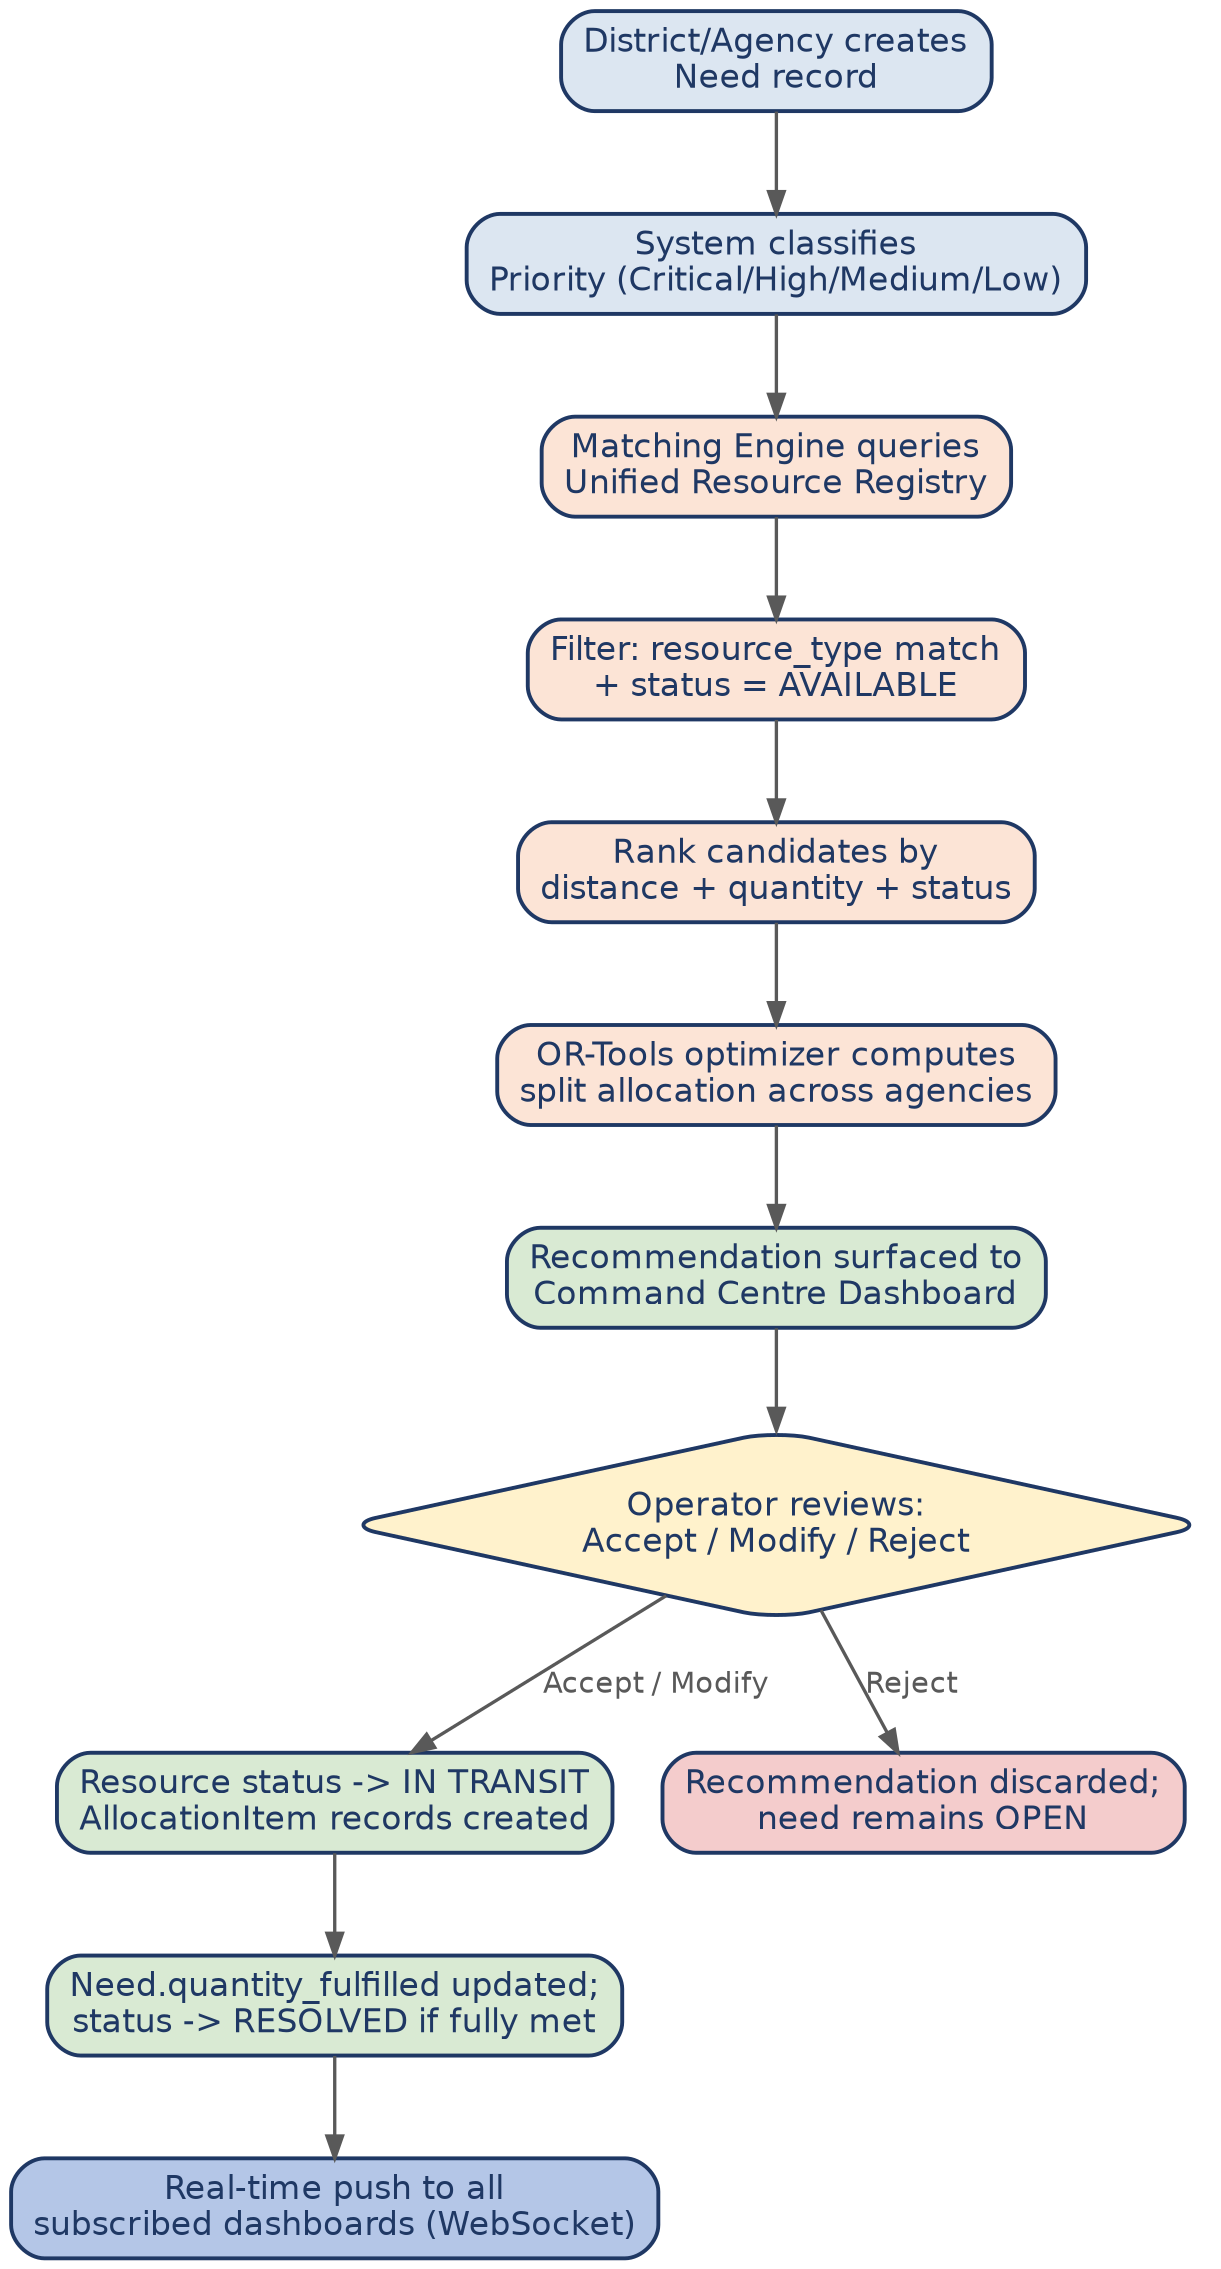 District/Agency creates
Need record
System classifies
Priority (Critical/High/Medium/Low)
Matching Engine queries
Unified Resource Registry
Filter: resource_type match
+ status = AVAILABLE
Rank candidates by
distance + quantity + status
OR-Tools optimizer computes
split allocation across agencies
Recommendation surfaced to
Command Centre Dashboard
Operator reviews:
Accept / Modify / Reject
Accept / Modify
Reject
Resource status -> IN TRANSIT
AllocationItem records created
Recommendation discarded;
need remains OPEN
Need.quantity_fulfilled updated;
status -> RESOLVED if fully met
Real-time push to all
subscribed dashboards (WebSocket)